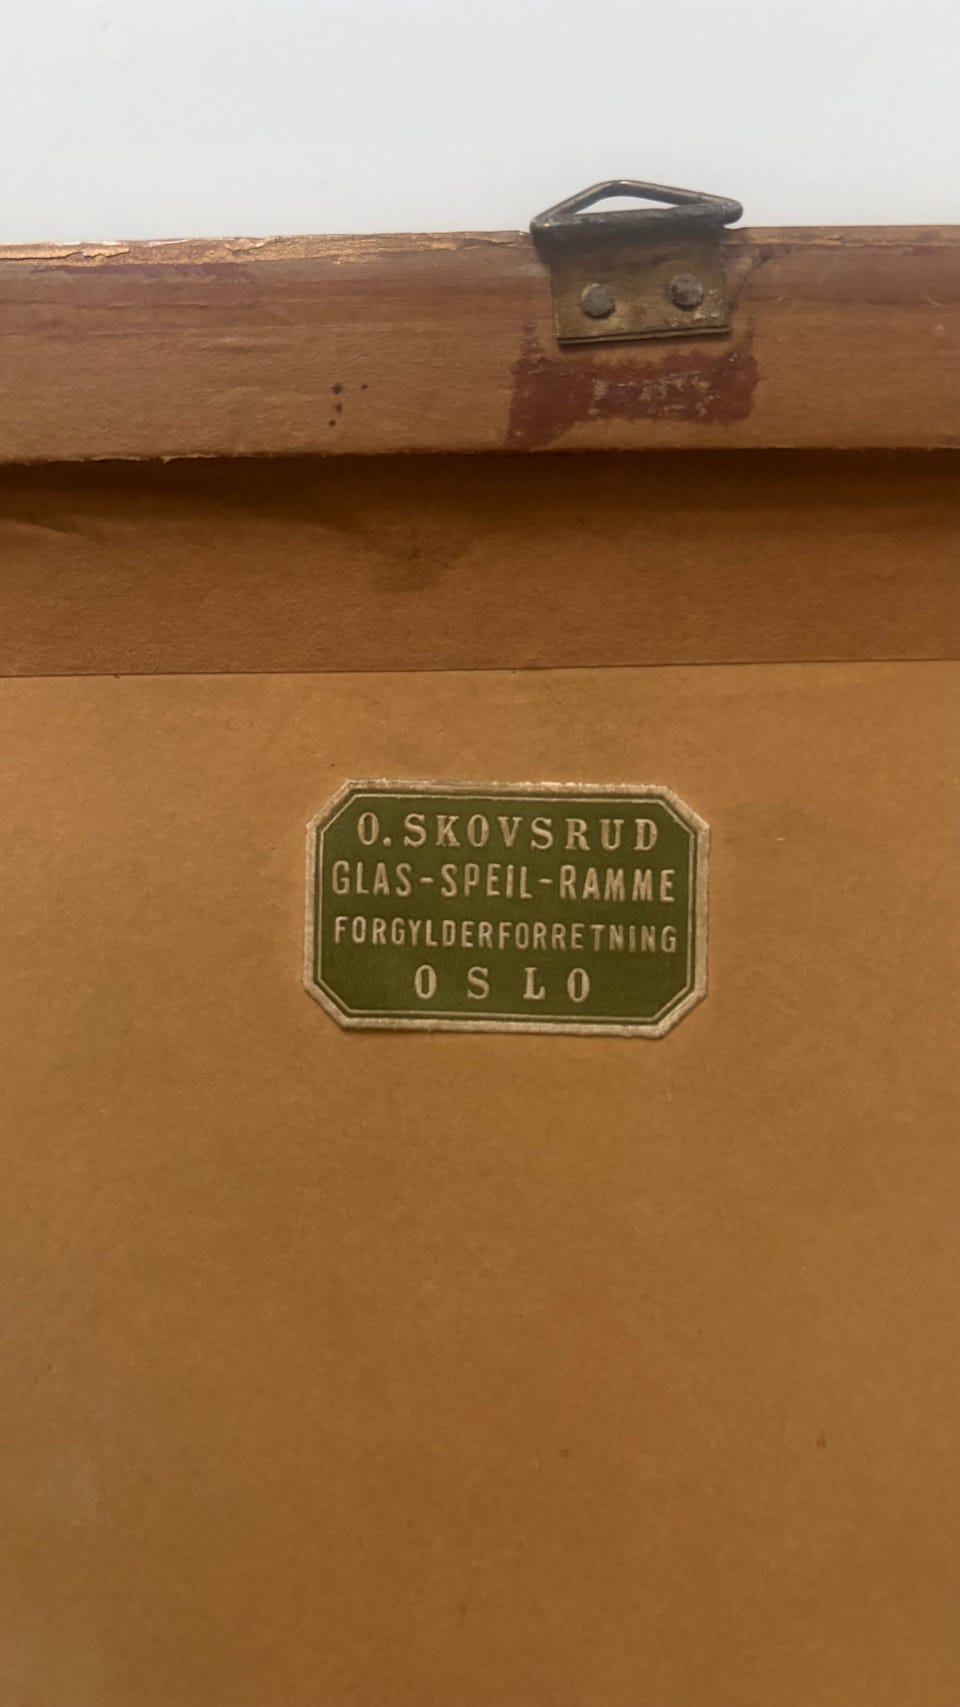 O. SKOVSRUD
GLAS-SPEIL-RAMME
FORGYLDERFORRETNING
OSLO